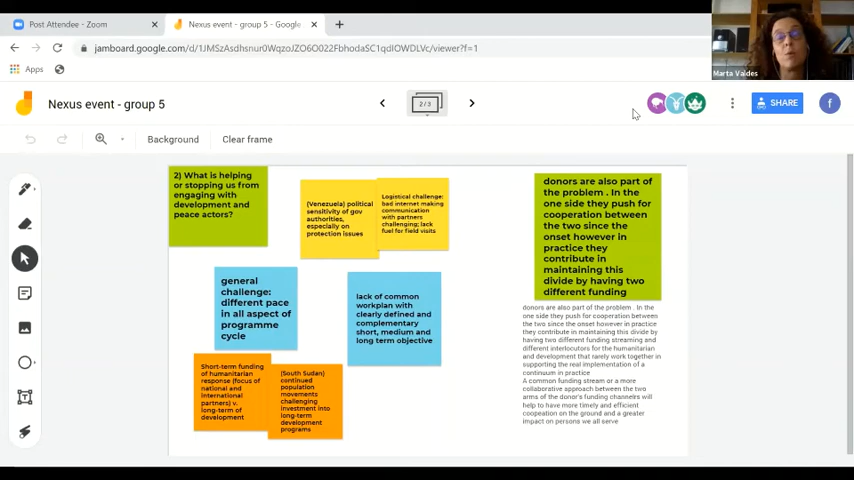 Post Attendee - Zoom
Nexus event - group 5 - Google
jamboard.google.com/d/1JMSzAsdhsnur0WqzoJZO6O022FbhodaSC1qdIOWDLVc/viewer?f=1
Apps
Marta Valdes
Nexus event - group 5
2/3
SHARE
f
Background
Clear frame
2) What is helping
or stopping us from
engaging with
development and
peace actors?
(Venezuela) political
sensitivity of gov
authorities,
especially on
protection issues
Logistical challenge:
bad internet making
communication
with partners
challenging; lack
fuel for field visits
general
challenge:
different pace
in all aspect of
programme
cycle
lack of common
workplan with
clearly defined and
complementary
short, medium and
long term objective
Short-term funding
of humanitarian
response (focus of
national and
international
partners) v.
long-term of
development
(South Sudan)
continued
population
movements
challenging
investment into
long-term
development
programs
donors are also part of
the problem . In the
one side they push for
cooperation between
the two since the
onset however in
practice they
contribute in
maintaining this
divide by having two
different funding
donors are also part of the problem . In the
one side they push for cooperation between
the two since the onset however in practice
they contribute in maintaining this divide by
having two different funding streaming and
different interlocutors for the humanitarian
and development that rarely work together in
supporting the real implementation of a
continuum in practice
A common funding stream or a more
collaborative approach between the two
arms of the donor's funding channelrs will
help to have more timely and efficient
coopeation on the ground and a greater
impact on persons we all serve